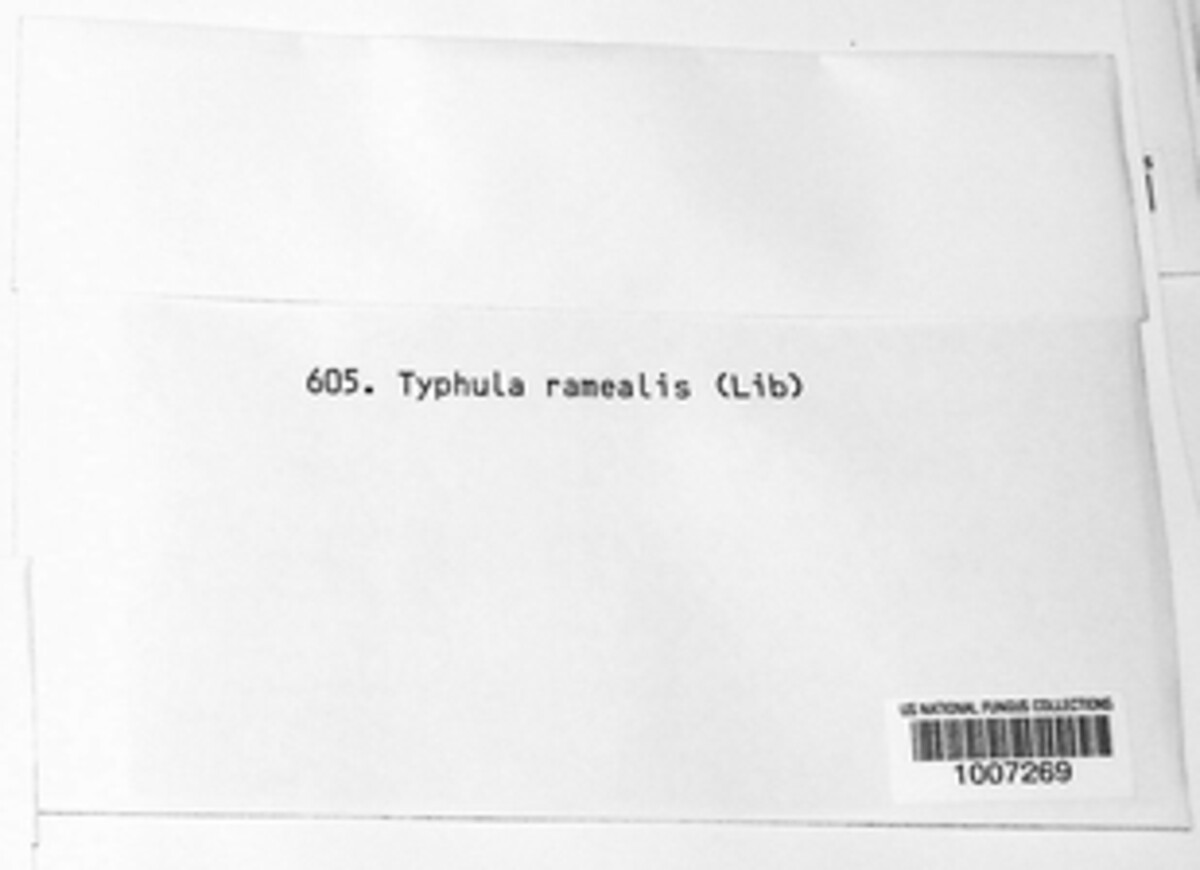 605. Typhula ramealis (Lib)
US NATIONAL FUNGUS COLLECTIONS
1007269